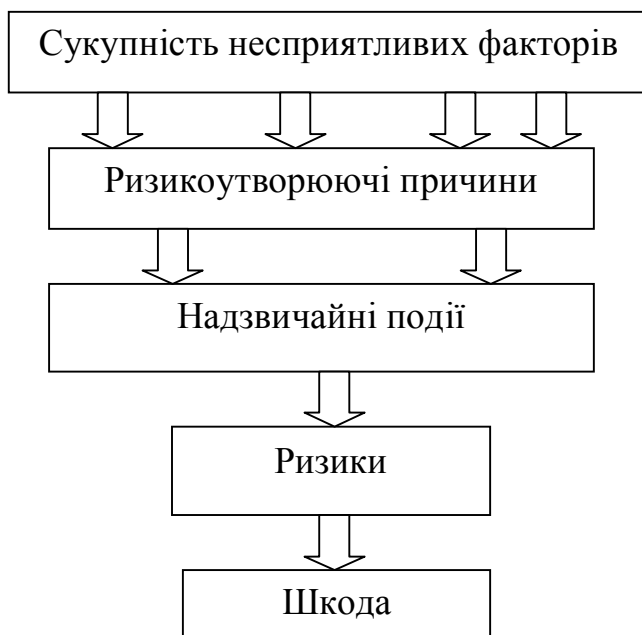 Сукупність несприятливих факторів
Ризикоутворюючі причини
Надзвичайні події
Ризики
Шкода